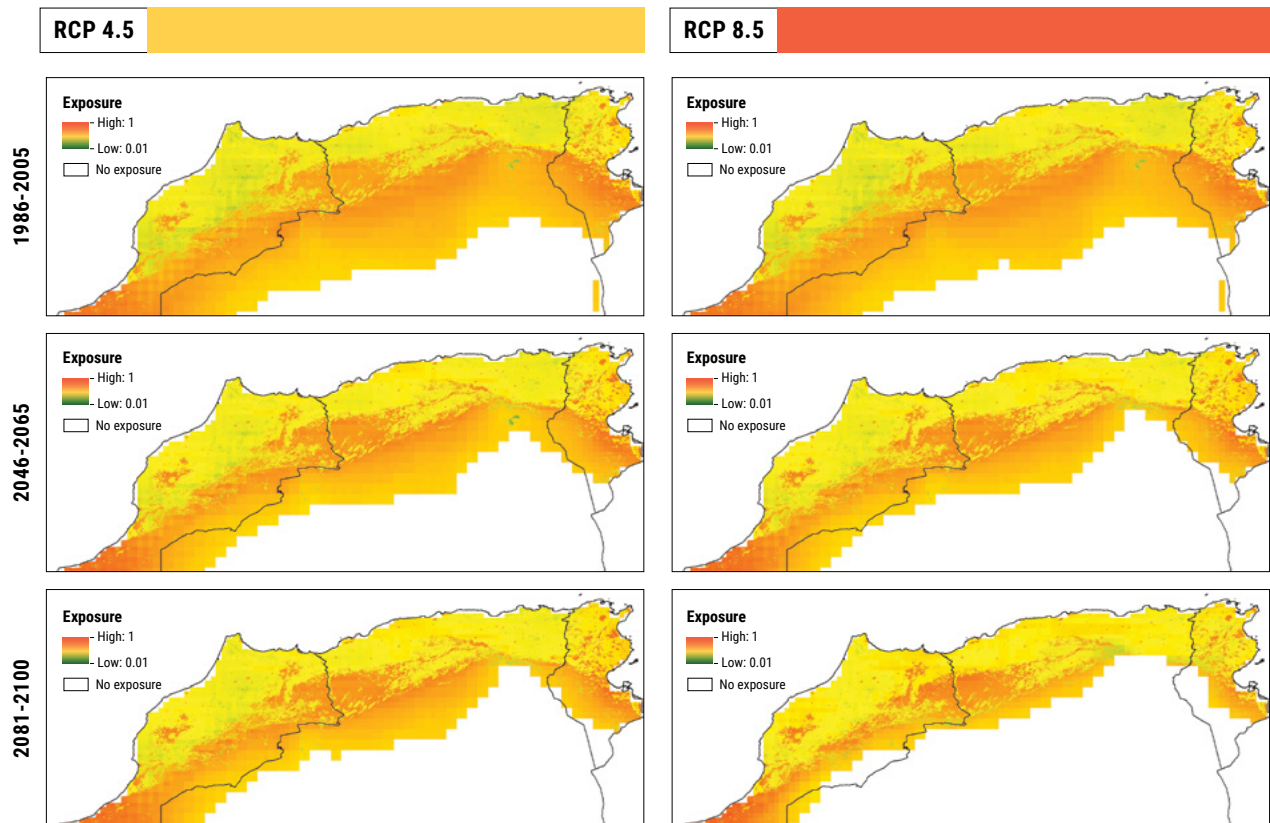 RCP 4.5
RCP 8.5
1986-2005
Exposure
High: 1
Low: 0.01
No exposure
Exposure
High: 1
Low: 0.01
No exposure
2046-2065
Exposure
High: 1
Low: 0.01
No exposure
Exposure
High: 1
Low: 0.01
No exposure
2081-2100
Exposure
High: 1
Low: 0.01
No exposure
Exposure
High: 1
Low: 0.01
No exposure